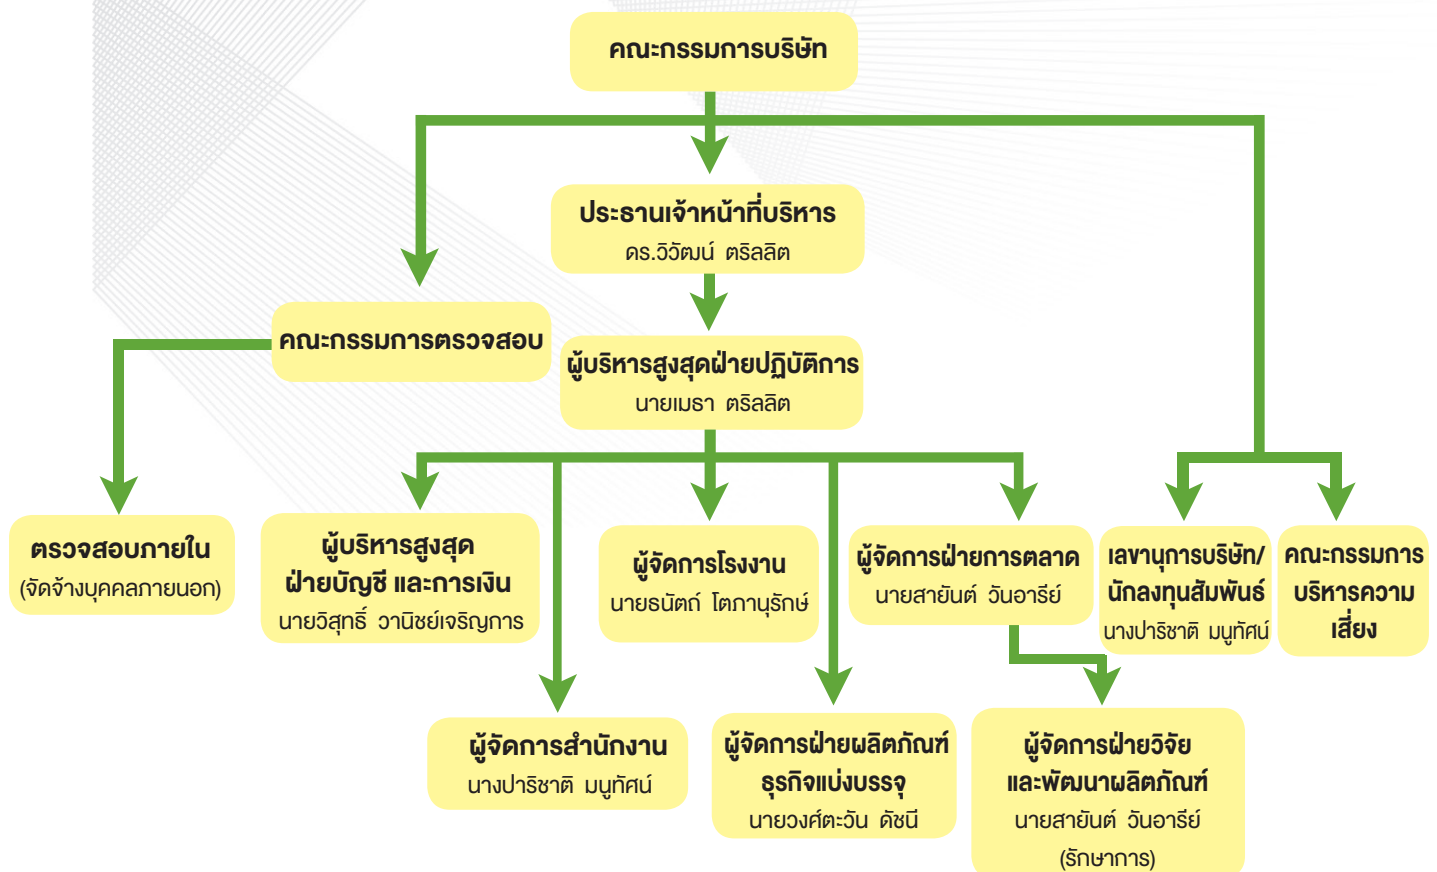 คณะกรรมการบริษัท
ประธานเจ้าหน้าที่บริหาร
ดร.วิวัฒน์ ตริลลิต
คณะกรรมการตรวจสอบ
ผู้บริหารสูงสุดฝ่ายปฏิบัติการ
นายเมธา ตริลลิต
ตรวจสอบภายใน
(จัดจ้างบุคคลภายนอก)
ผู้บริหารสูงสุด
ฝ่ายบัญชี และการเงิน
นายวิสุทธิ์ วานิชย์เจริญการ
ผู้จัดการโรงงาน
นายธนัตถ์ โตภานุรักษ์
ผู้จัดการฝ่ายการตลาด
นายสายันต์ วันอารีย์
เลขานุการบริษัท/
นักลงทุนสัมพันธ์
นางปาริชาติ มนูทัศน์
คณะกรรมการ
บริหารความ
เสี่ยง
ผู้จัดการสำนักงาน
นางปาริชาติ มนูทัศน์
ผู้จัดการฝ่ายผลิตภัณฑ์
ธุรกิจแบ่งบรรจุ
นายวงศ์ตะวัน ดัชนี
ผู้จัดการฝ่ายวิจัย
และพัฒนาผลิตภัณฑ์
นายสายันต์ วันอารีย์
(รักษาการ)